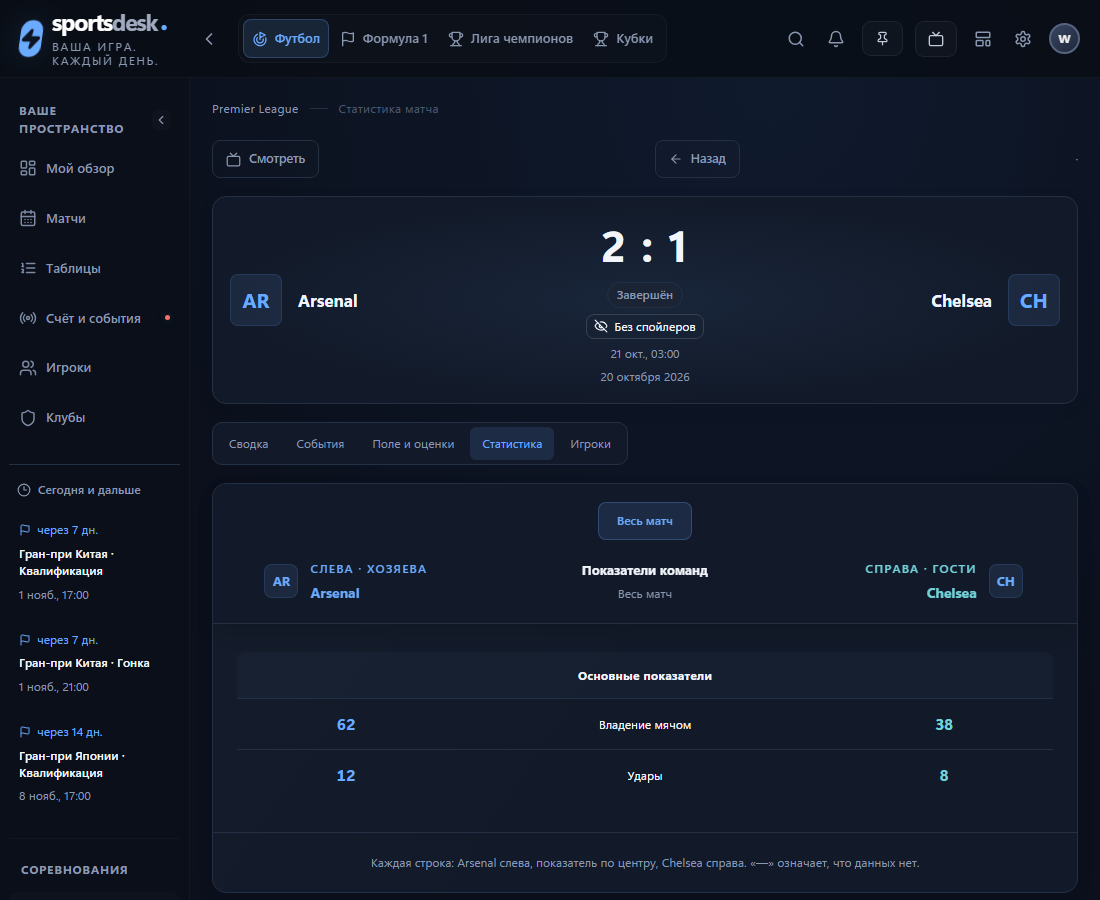 sportsdesk.
ВАША ИГРА.
КАЖДЫЙ ДЕНЬ.
Футбол
Формула 1
Лига чемпионов
Кубки
W
ВАШЕ
ПРОСТРАНСТВО
Мой обзор
Матчи
Таблицы
Счёт и события
Игроки
Клубы
Сегодня и дальше
через 7 дн.
Гран-при Китая ·
Квалификация
1 нояб., 17:00
через 7 дн.
Гран-при Китая · Гонка
1 нояб., 21:00
через 14 дн.
Гран-при Японии ·
Квалификация
8 нояб., 17:00
СОРЕВНОВАНИЯ
Premier League — Статистика матча
Смотреть
Назад
·
2 : 1
AR Arsenal
Chelsea CH
Завершён
Без спойлеров
21 окт., 03:00
20 октября 2026
Сводка
События
Поле и оценки
Статистика
Игроки
Весь матч
AR
СЛЕВА · ХОЗЯЕВА
Arsenal
Показатели команд
Весь матч
СПРАВА · ГОСТИ
Chelsea
CH
Основные показатели
62 Владение мячом 38
12 Удары 8
Каждая строка: Arsenal слева, показатель по центру, Chelsea справа. «—» означает, что данных нет.